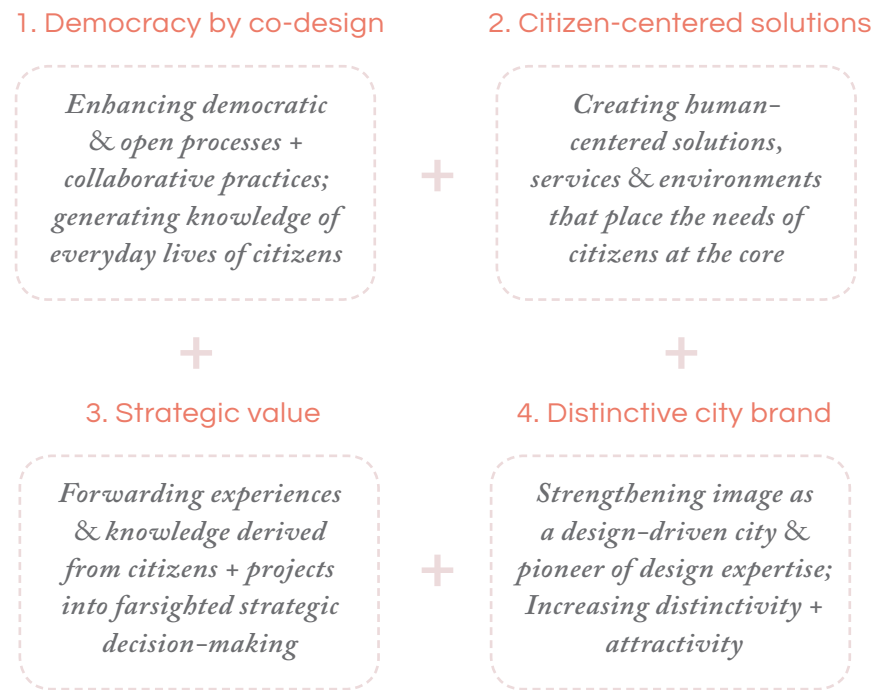 1. Democracy by co-design
Enhancing democratic
& open processes +
collaborative practices;
generating knowledge of
everyday lives of citizens
+
2. Citizen-centered solutions
Creating human-
centered solutions,
services & environments
that place the needs of
citizens at the core
+
+
3. Strategic value
Forwarding experiences
& knowledge derived
from citizens + projects
into farsighted strategic
decision-making
+
4. Distinctive city brand
Strengthening image as
a design-driven city &
pioneer of design expertise;
Increasing distinctivity +
attractivity